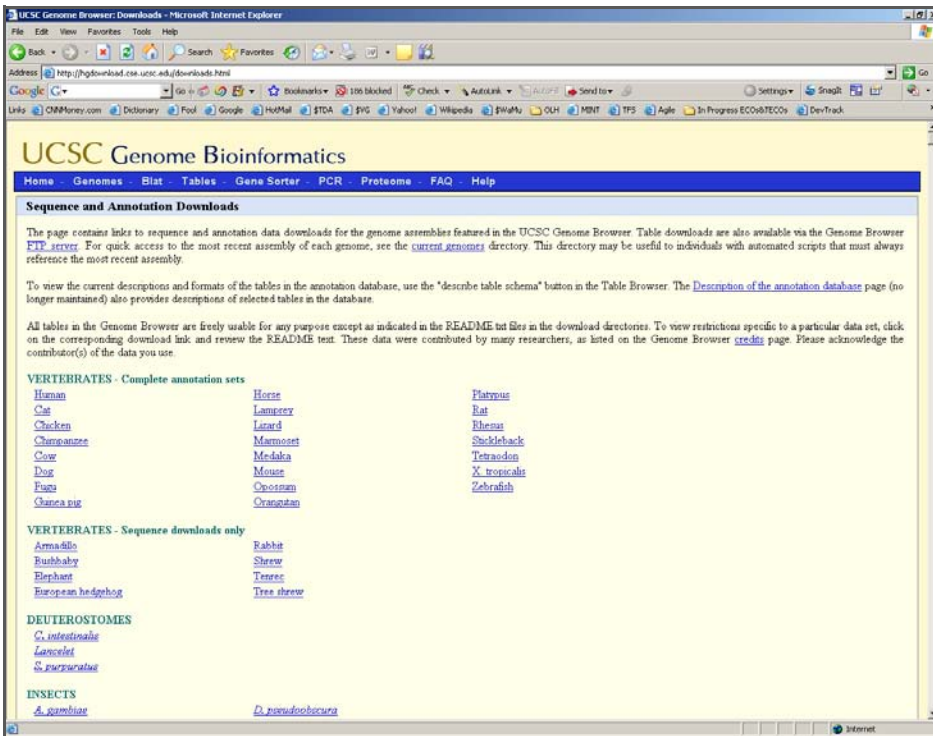 UCSC Genome Browser: Downloads - Microsoft Internet Explorer
File Edit View Favorites Tools Help
Back Search Favorites
Address http://hgdownload.cse.ucsc.edu/downloads.html Go
Google G Go Bookmarks 186 blocked Check AutoLink AutoFill Send to Settings SnagIt
Links CNNMoney.com Dictionary Fool Google HotMail $TDA $VG Yahoo! Wikipedia $WaMu OLH MINT TFS Agile In Progress ECOs&TECOs DevTrack
UCSC Genome Bioinformatics
Home - Genomes - Blat - Tables - Gene Sorter - PCR - Proteome - FAQ - Help
Sequence and Annotation Downloads
The page contains links to sequence and annotation data downloads for the genome assemblies featured in the UCSC Genome Browser. Table downloads are also available via the Genome Browser
FTP server. For quick access to the most recent assembly of each genome, see the current genomes directory. This directory may be useful to individuals with automated scripts that must always
reference the most recent assembly.
To view the current descriptions and formats of the tables in the annotation database, use the "describe table schema" button in the Table Browser. The Description of the annotation database page (no
longer maintained) also provides descriptions of selected tables in the database.
All tables in the Genome Browser are freely usable for any purpose except as indicated in the README.txt files in the download directories. To view restrictions specific to a particular data set, click
on the corresponding download link and review the README text. These data were contributed by many researchers, as listed on the Genome Browser credits page. Please acknowledge the
contributor(s) of the data you use.
VERTEBRATES - Complete annotation sets
Human Horse Platypus
Cat Lamprey Rat
Chicken Lizard Rhesus
Chimpanzee Marmoset Stickleback
Cow Medaka Tetraodon
Dog Mouse X. tropicalis
Fugu Opossum Zebrafish
Guinea pig Orangutan
VERTEBRATES - Sequence downloads only
Armadillo Rabbit
Bushbaby Shrew
Elephant Tenrec
European hedgehog Tree shrew
DEUTEROSTOMES
C. intestinalis
Lancelet
S. purpuratus
INSECTS
A. gambiae D. pseudoobscura
Internet